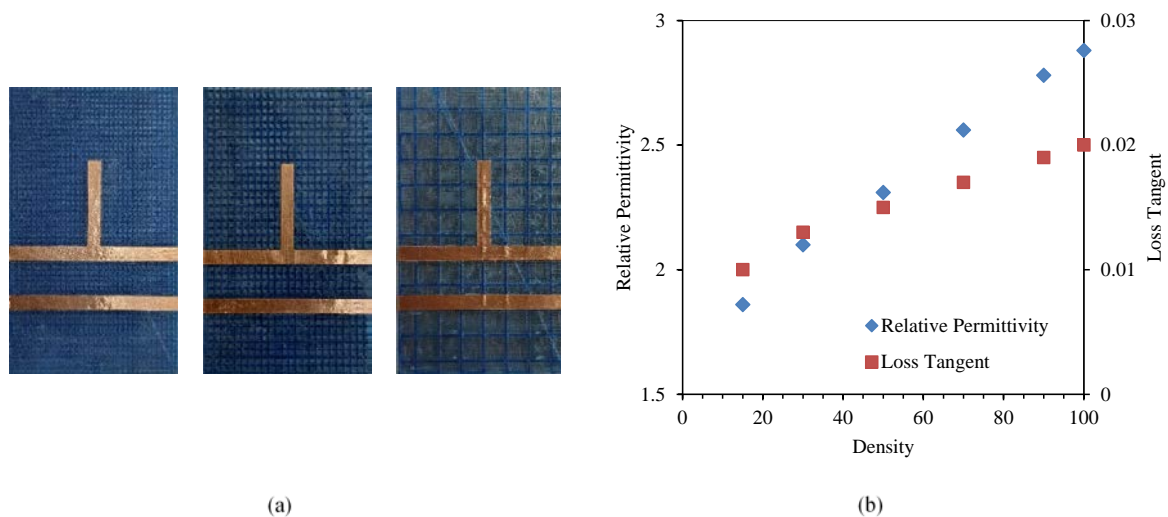 3
2.5
2
1.5
Relative Permittivity
0.03
0.02
0.01
0
Loss Tangent
Relative Permittivity
Loss Tangent
0 20 40 60 80 100
Density
(a) (b)